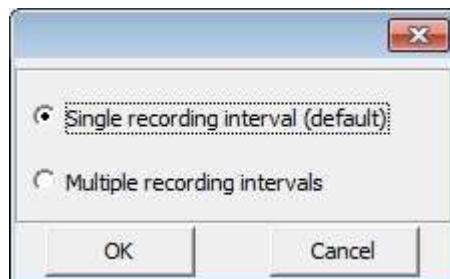 Single recording interval (default)
Multiple recording intervals
OK Cancel